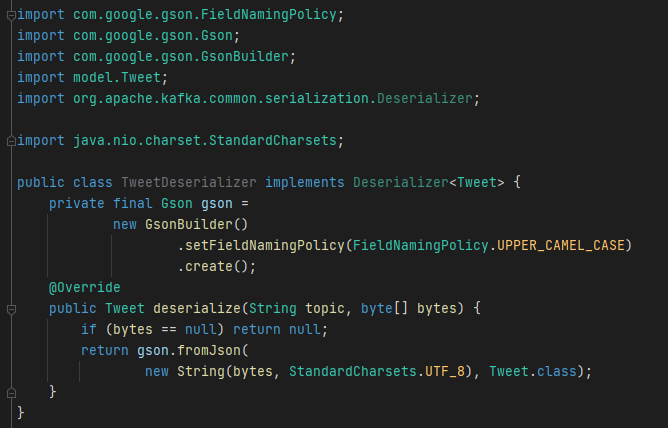 import com.google.gson.FieldNamingPolicy;
import com.google.gson.Gson;
import com.google.gson.GsonBuilder;
import model.Tweet;
import org.apache.kafka.common.serialization.Deserializer;

import java.nio.charset.StandardCharsets;

public class TweetDeserializer implements Deserializer<Tweet> {
    private final Gson gson =
            new GsonBuilder()
                    .setFieldNamingPolicy(FieldNamingPolicy.UPPER_CAMEL_CASE)
                    .create();
    @Override
    public Tweet deserialize(String topic, byte[] bytes) {
        if (bytes == null) return null;
        return gson.fromJson(
                new String(bytes, StandardCharsets.UTF_8), Tweet.class);
    }
}